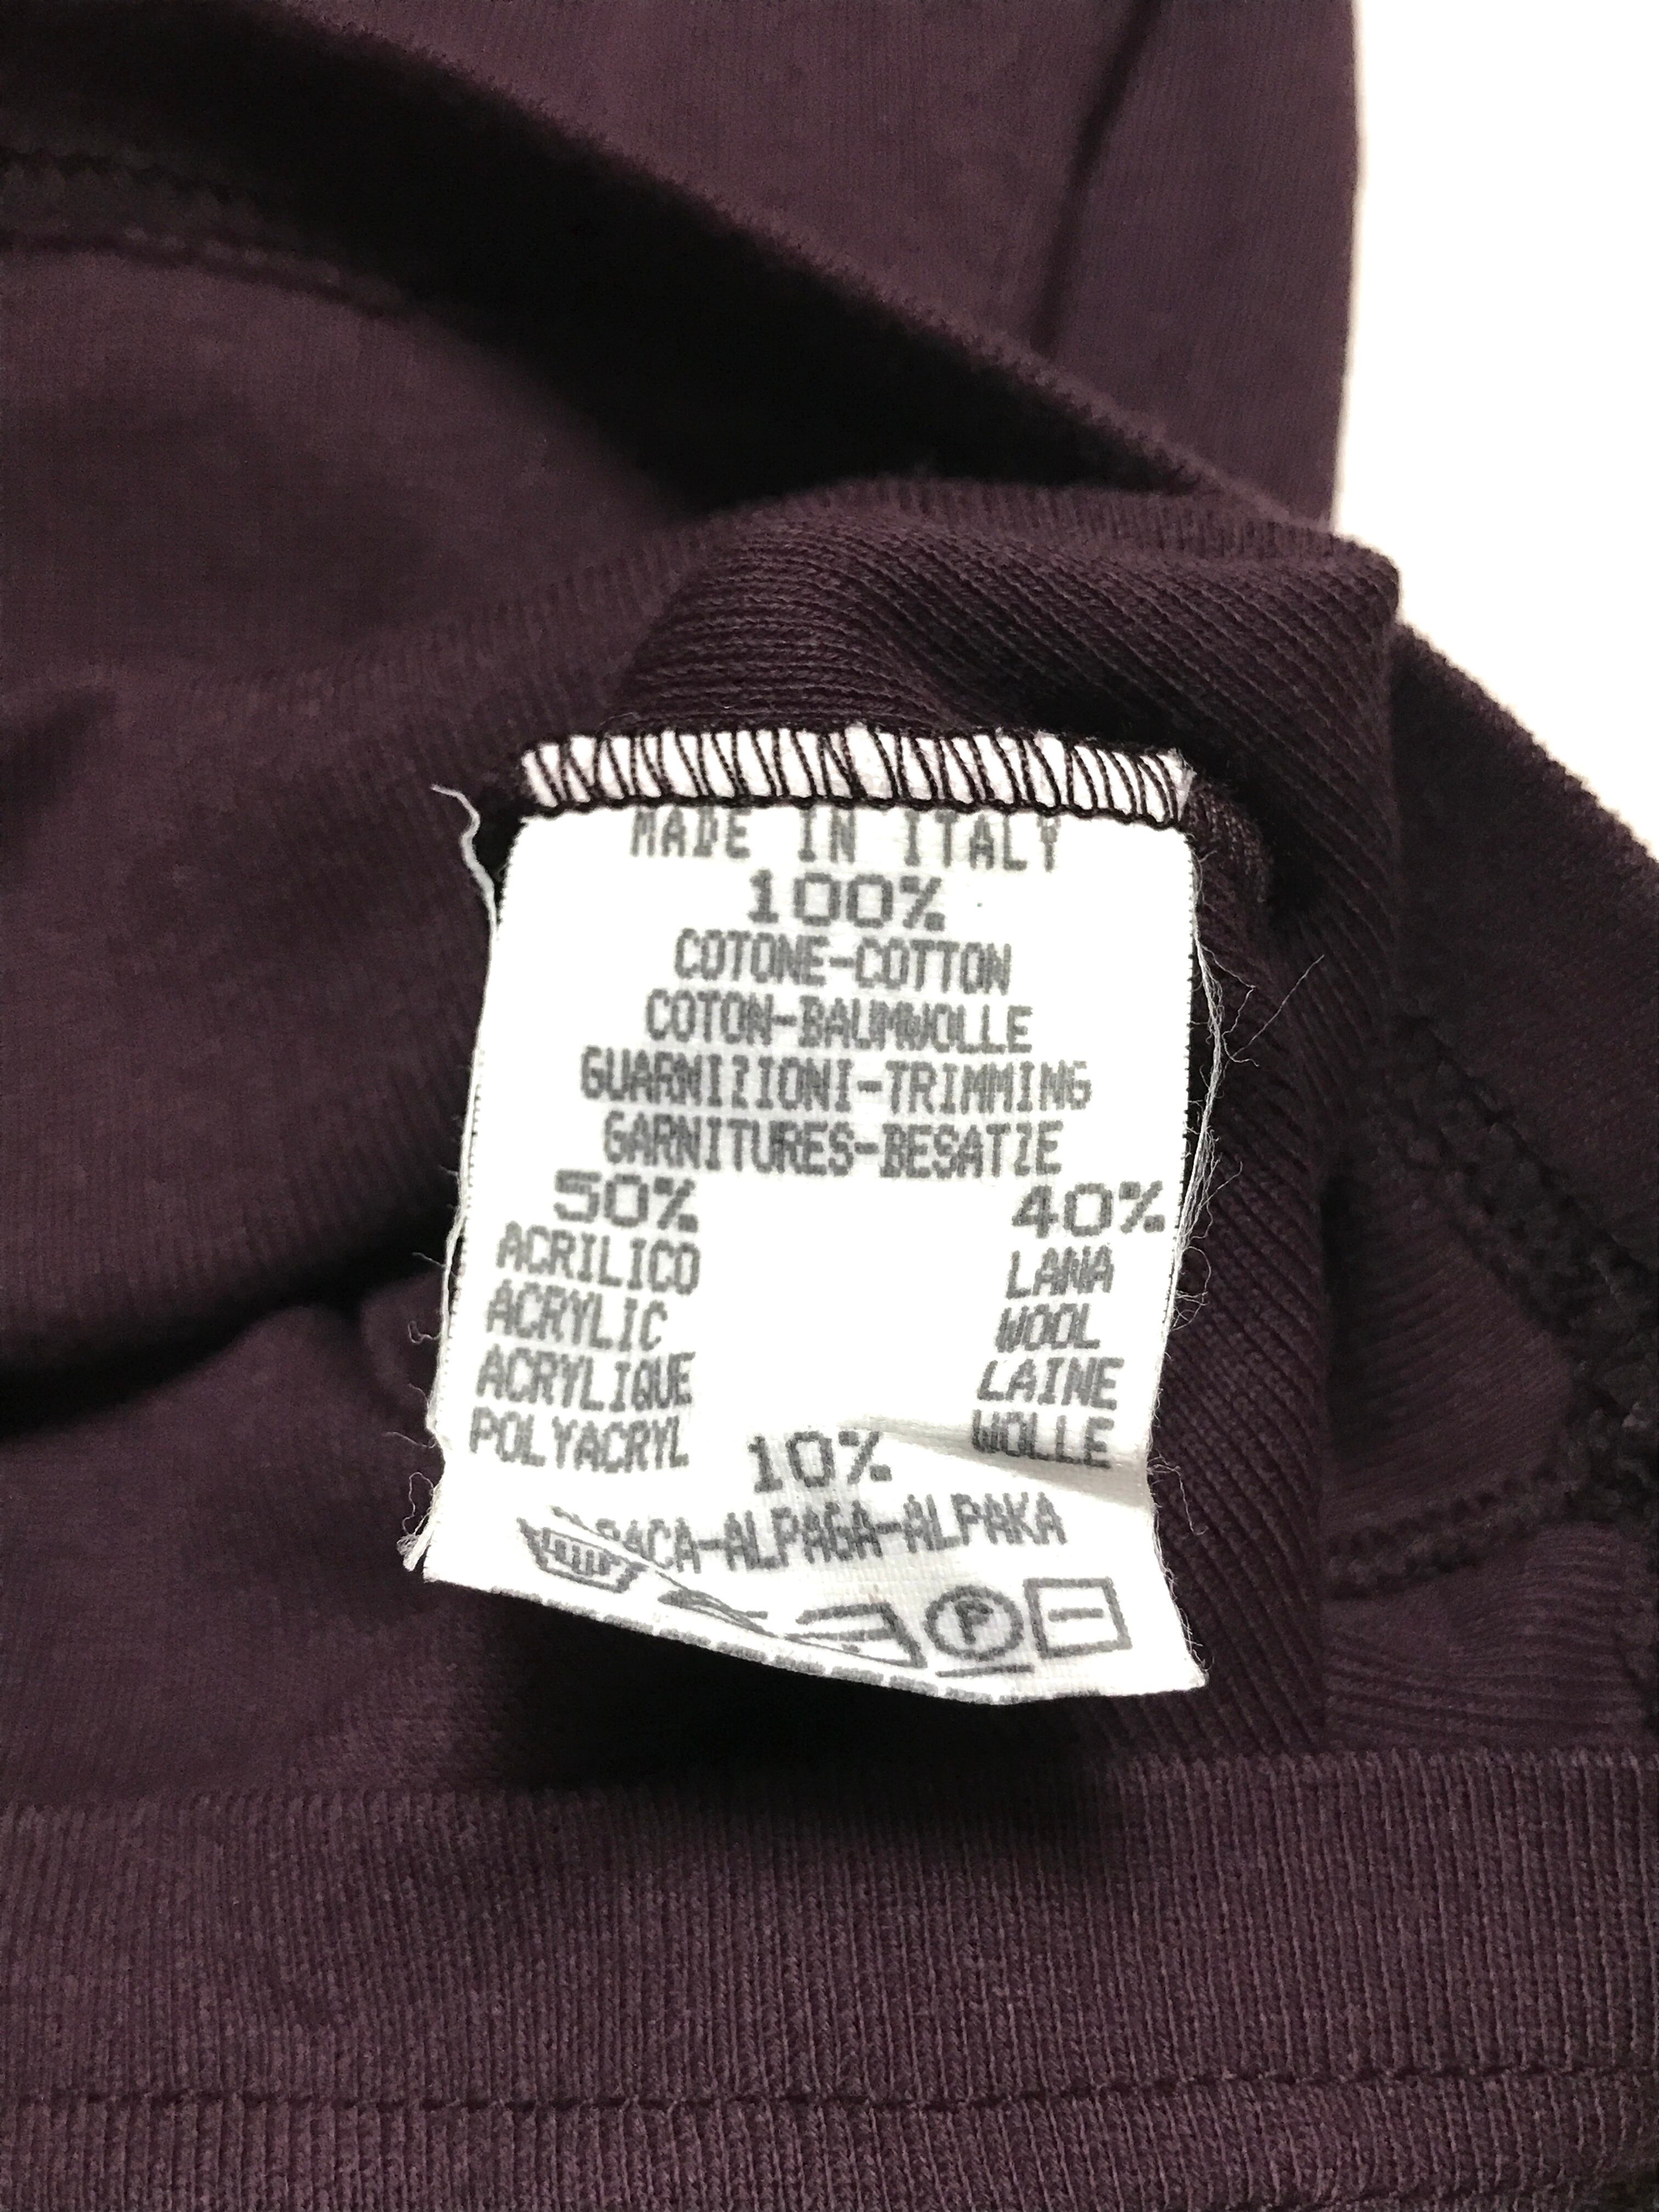 MADE IN ITALY
100%
COTONE-COTTON
COTON-BAUMWOLLE
GUARNIZIONI-TRIMMING
GARNITURES-BESATZE
50% 40%
ACRILICO LANA
ACRYLIC WOOL
ACRYLIQUE LAINE
POLYACRYL WOLLE
10%
ALPACA-ALPAGA-ALPAKA
P